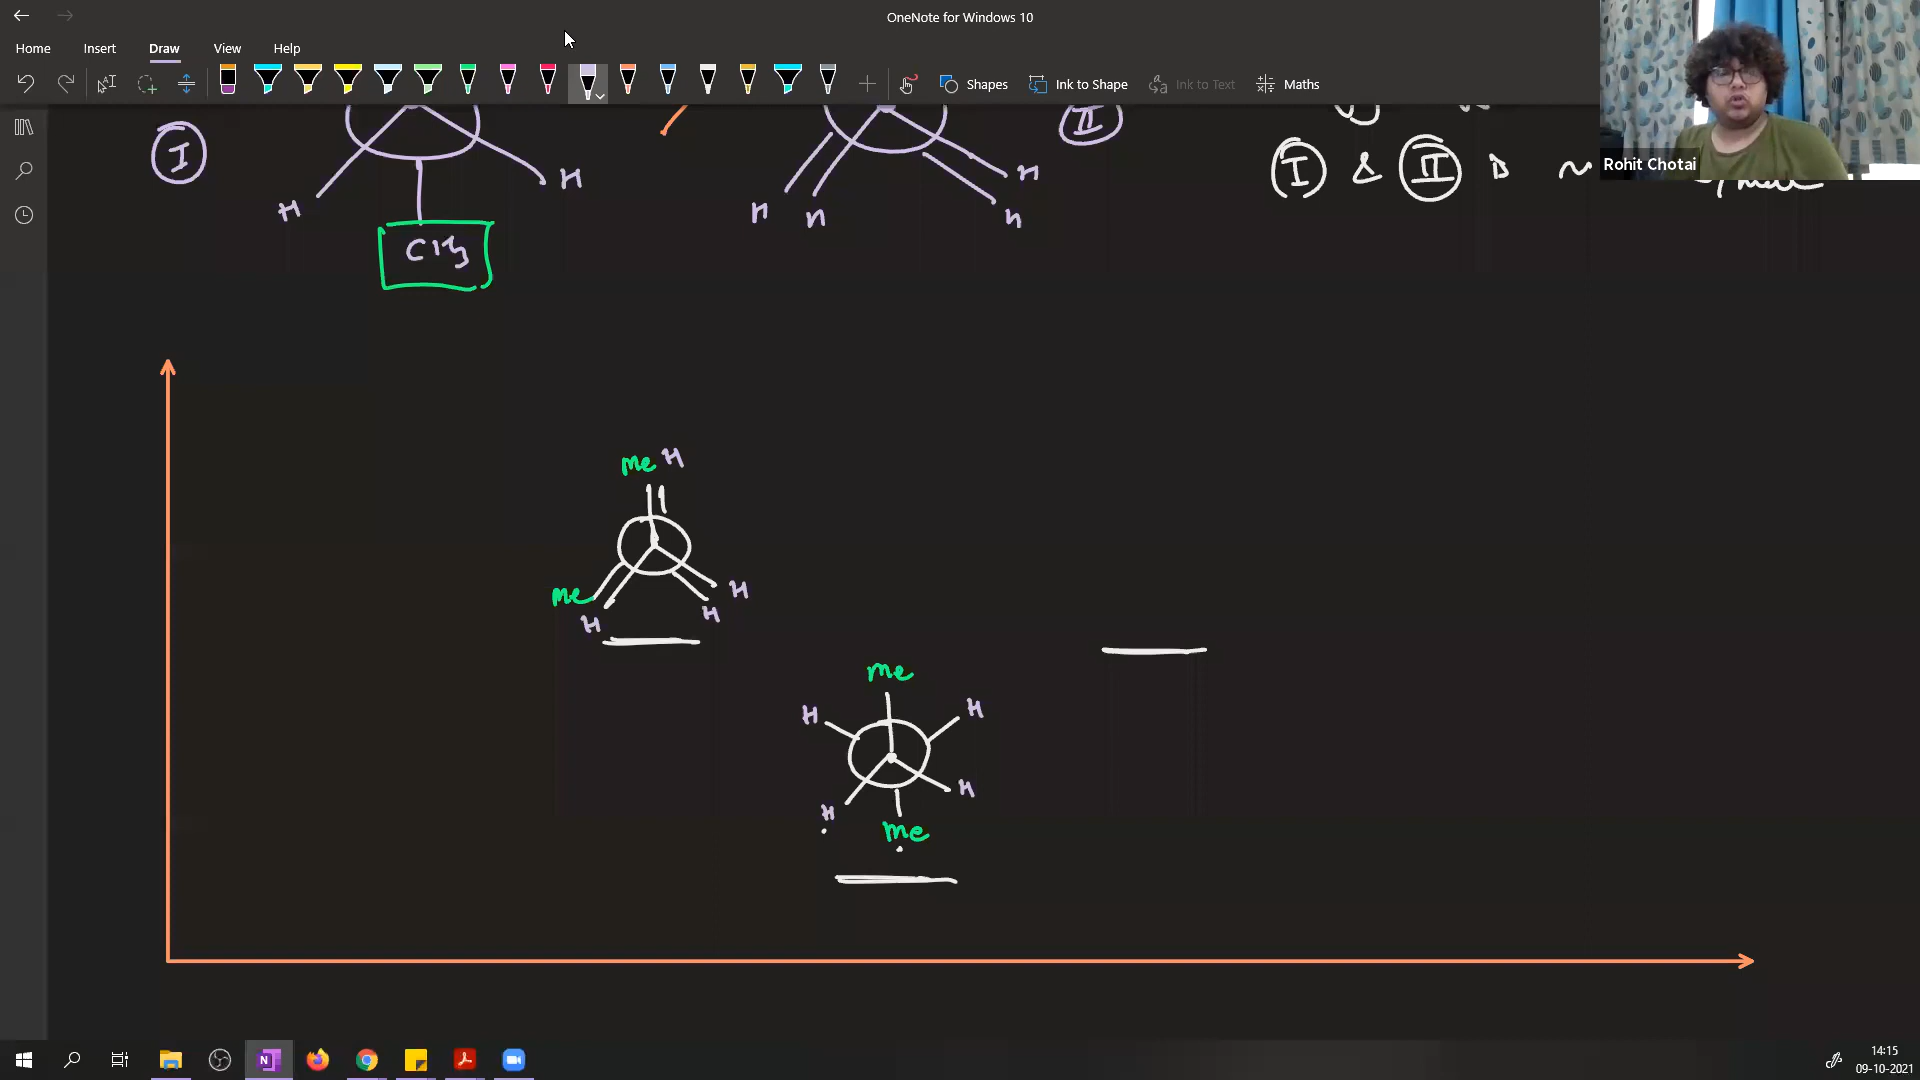 OneNote for Windows 10
Home Insert Draw View Help
Shapes Ink to Shape Ink to Text Maths
Rohit Chotai
I
H
CH3
H
II
H H
H
H
I & II is ~
me H
me
H
H
H
me
H
H
H
H
me
N
14:15
09-10-2021